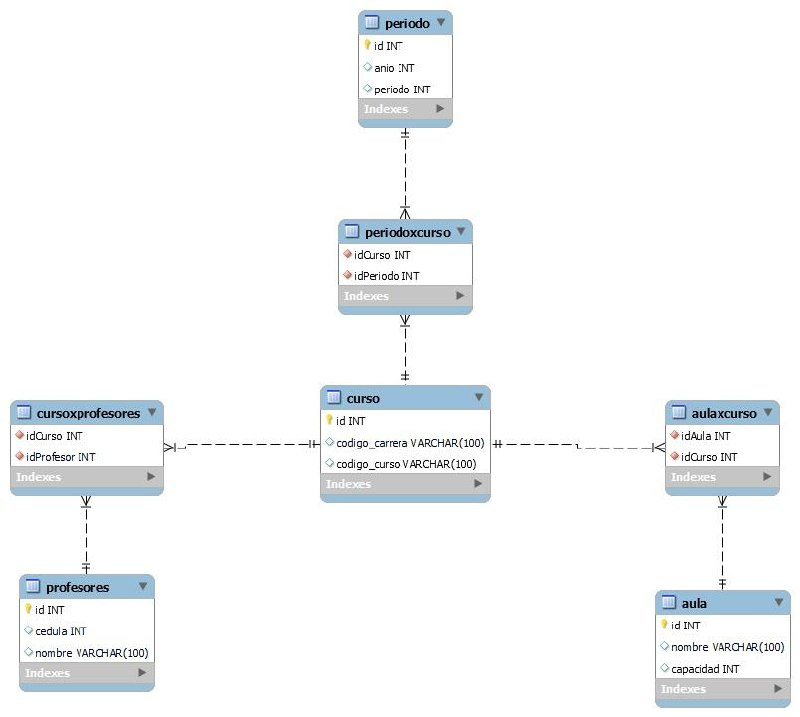 periodo
id INT
anio INT
periodo INT
Indexes
periodoxcurso
idCurso INT
idPeriodo INT
Indexes
cursoxprofesores
idCurso INT
idProfesor INT
Indexes
curso
id INT
codigo_carrera VARCHAR(100)
codigo_curso VARCHAR(100)
Indexes
aulaxcurso
idAula INT
idCurso INT
Indexes
profesores
id INT
cedula INT
nombre VARCHAR(100)
Indexes
aula
id INT
nombre VARCHAR(100)
capacidad INT
Indexes